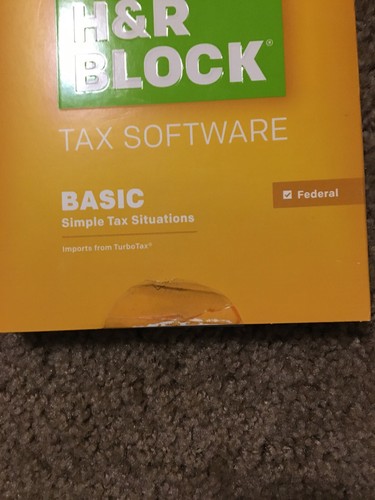 H&R
BLOCK®
TAX SOFTWARE
BASIC
Federal
Simple Tax Situations
Imports from TurboTax®